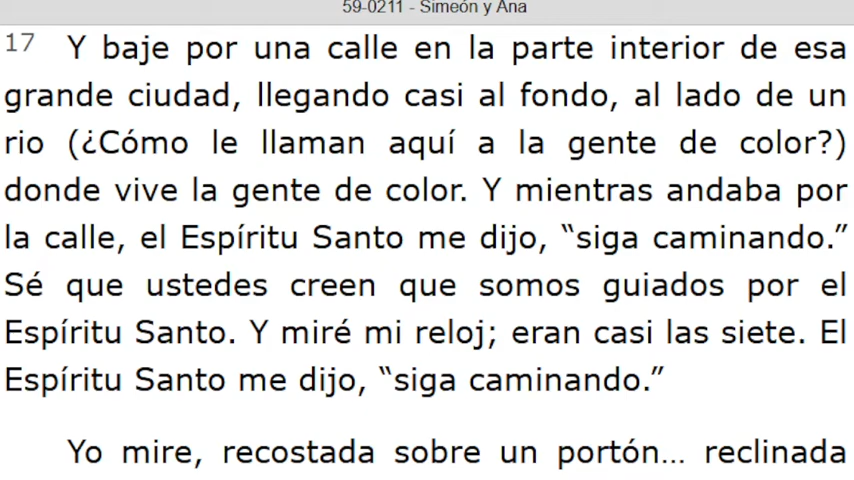 59-0211 - Simeón y Ana
17 Y baje por una calle en la parte interior de esa
grande ciudad, llegando casi al fondo, al lado de un
rio (¿Cómo le llaman aquí a la gente de color?)
donde vive la gente de color. Y mientras andaba por
la calle, el Espíritu Santo me dijo, “siga caminando.”
Sé que ustedes creen que somos guiados por el
Espíritu Santo. Y miré mi reloj; eran casi las siete. El
Espíritu Santo me dijo, “siga caminando.”
Yo mire, recostada sobre un portón… reclinada